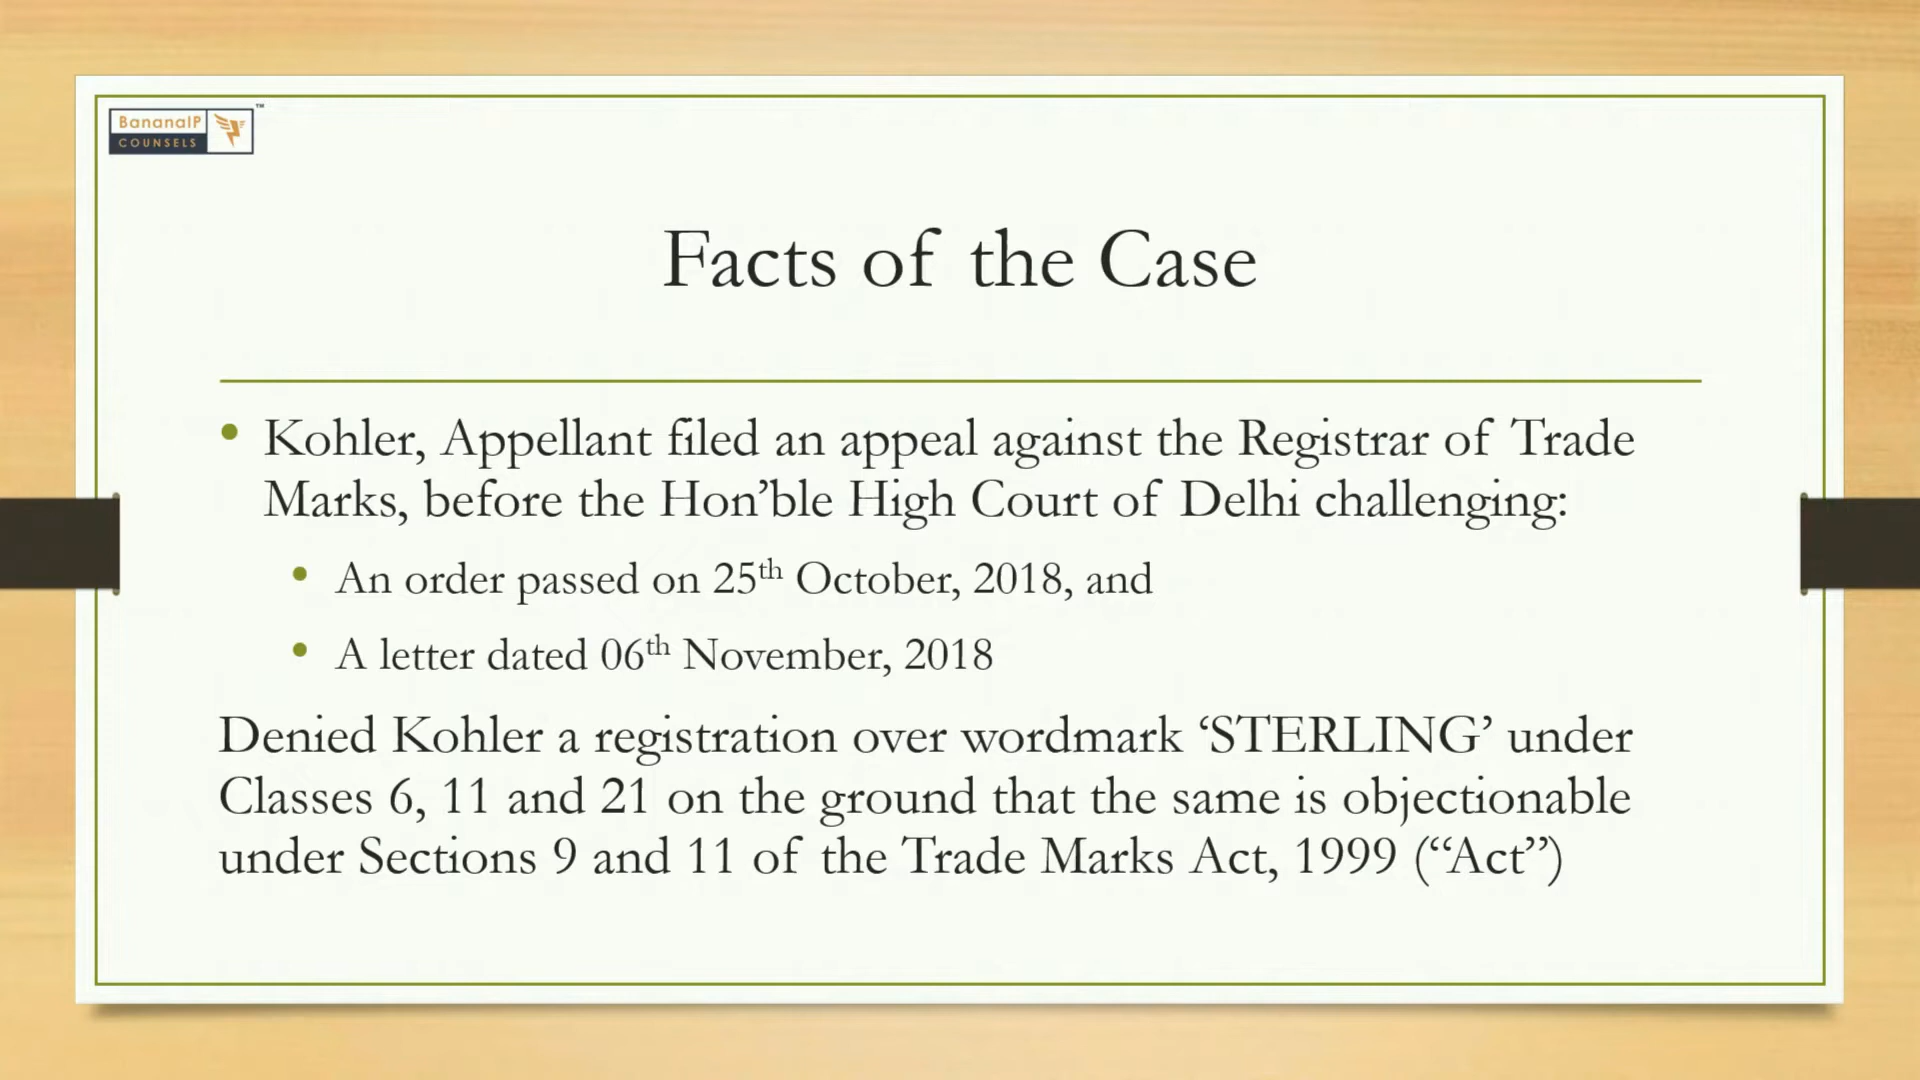 BananaIP
COUNSELS
™
Facts of the Case
• Kohler, Appellant filed an appeal against the Registrar of Trade
Marks, before the Hon’ble High Court of Delhi challenging:
• An order passed on 25th October, 2018, and
• A letter dated 06th November, 2018
Denied Kohler a registration over wordmark ‘STERLING’ under
Classes 6, 11 and 21 on the ground that the same is objectionable
under Sections 9 and 11 of the Trade Marks Act, 1999 (“Act”)